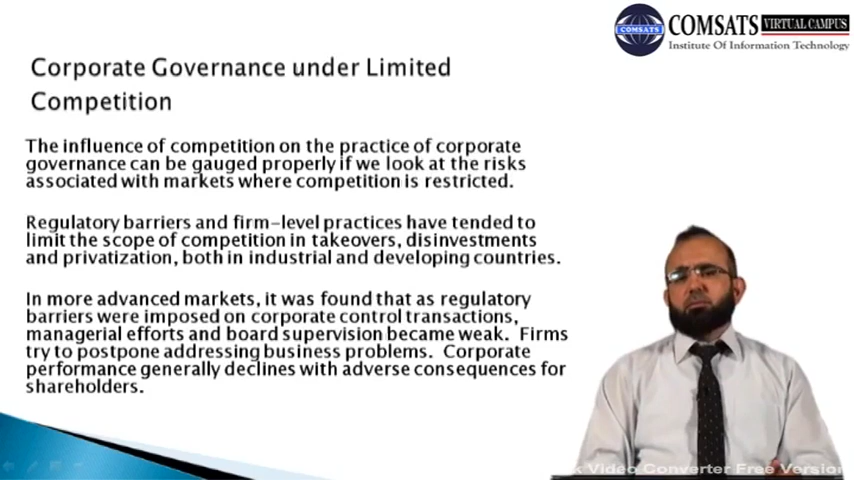 COMSATS
COMSATS VIRTUAL CAMPUS
Institute Of Information Technology
Corporate Governance under Limited
Competition
The influence of competition on the practice of corporate
governance can be gauged properly if we look at the risks
associated with markets where competition is restricted.
Regulatory barriers and firm-level practices have tended to
limit the scope of competition in takeovers, disinvestments
and privatization, both in industrial and developing countries.
In more advanced markets, it was found that as regulatory
barriers were imposed on corporate control transactions,
managerial efforts and board supervision became weak. Firms
try to postpone addressing business problems. Corporate
performance generally declines with adverse consequences for
shareholders.
Video Converter Free Version